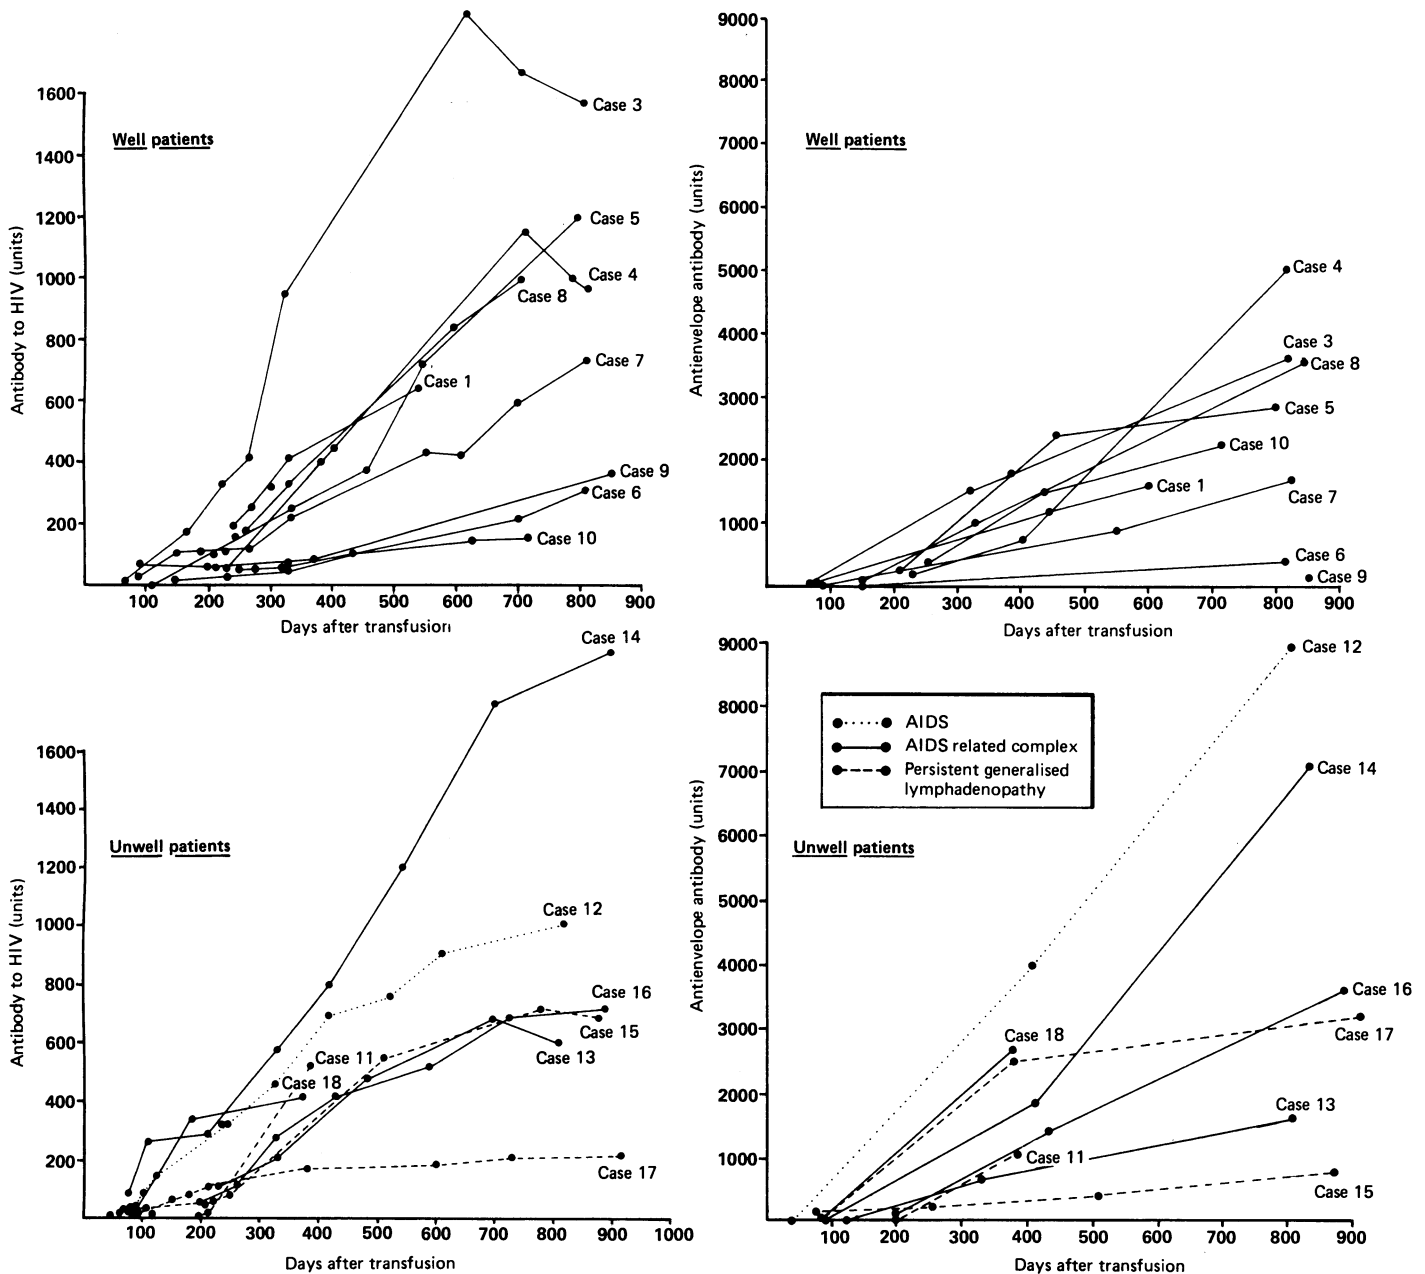 Antibody to HIV (units)
1600
1400
1200
1000
800
600
400
200
Well patients
Case 3
Case 5
Case 4
Case 8
Case 7
Case 1
Case 9
Case 6
Case 10
100 200 300 400 500 600 700 800 900
Days after transfusion
Antienvelope antibody (units)
9000
8000
7000
6000
5000
4000
3000
2000
1000
Well patients
Case 4
Case 3
Case 8
Case 5
Case 10
Case 1
Case 7
Case 6
Case 9
100 200 300 400 500 600 700 800 900
Days after transfusion
Antibody to HIV (units)
1600
1400
1200
1000
800
600
400
200
Unwell patients
Case 14
Case 12
Case 16
Case 15
Case 13
Case 11
Case 18
Case 17
100 200 300 400 500 600 700 800 900 1000
Days after transfusion
Antienvelope antibody (units)
9000
8000
7000
6000
5000
4000
3000
2000
1000
AIDS
AIDS related complex
Persistent generalised
lymphadenopathy
Unwell patients
Case 12
Case 14
Case 16
Case 18
Case 17
Case 13
Case 11
Case 15
100 200 300 400 500 600 700 800 900
Days after transfusion